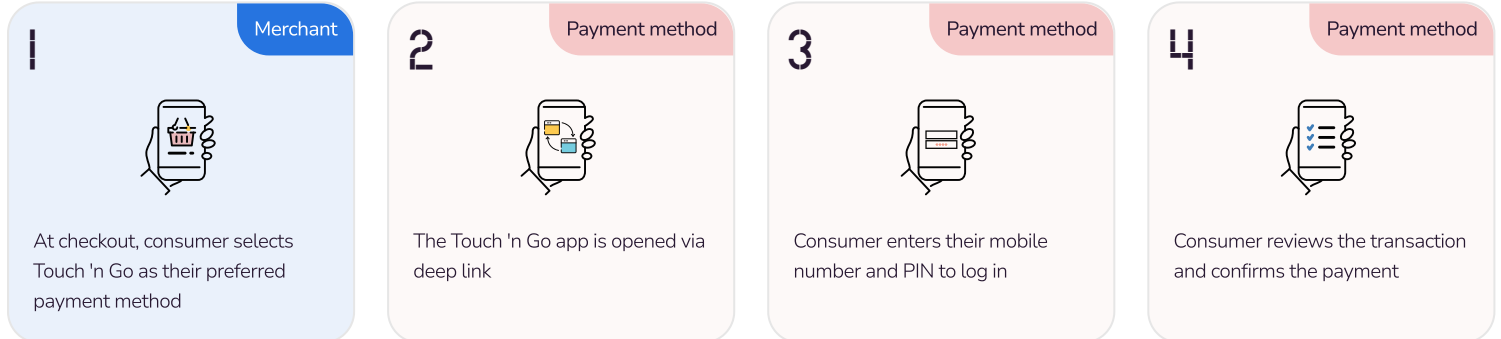 1
Merchant
At checkout, consumer selects
Touch 'n Go as their preferred
payment method
2
Payment method
The Touch 'n Go app is opened via
deep link
3
Payment method
Consumer enters their mobile
number and PIN to log in
4
Payment method
Consumer reviews the transaction
and confirms the payment